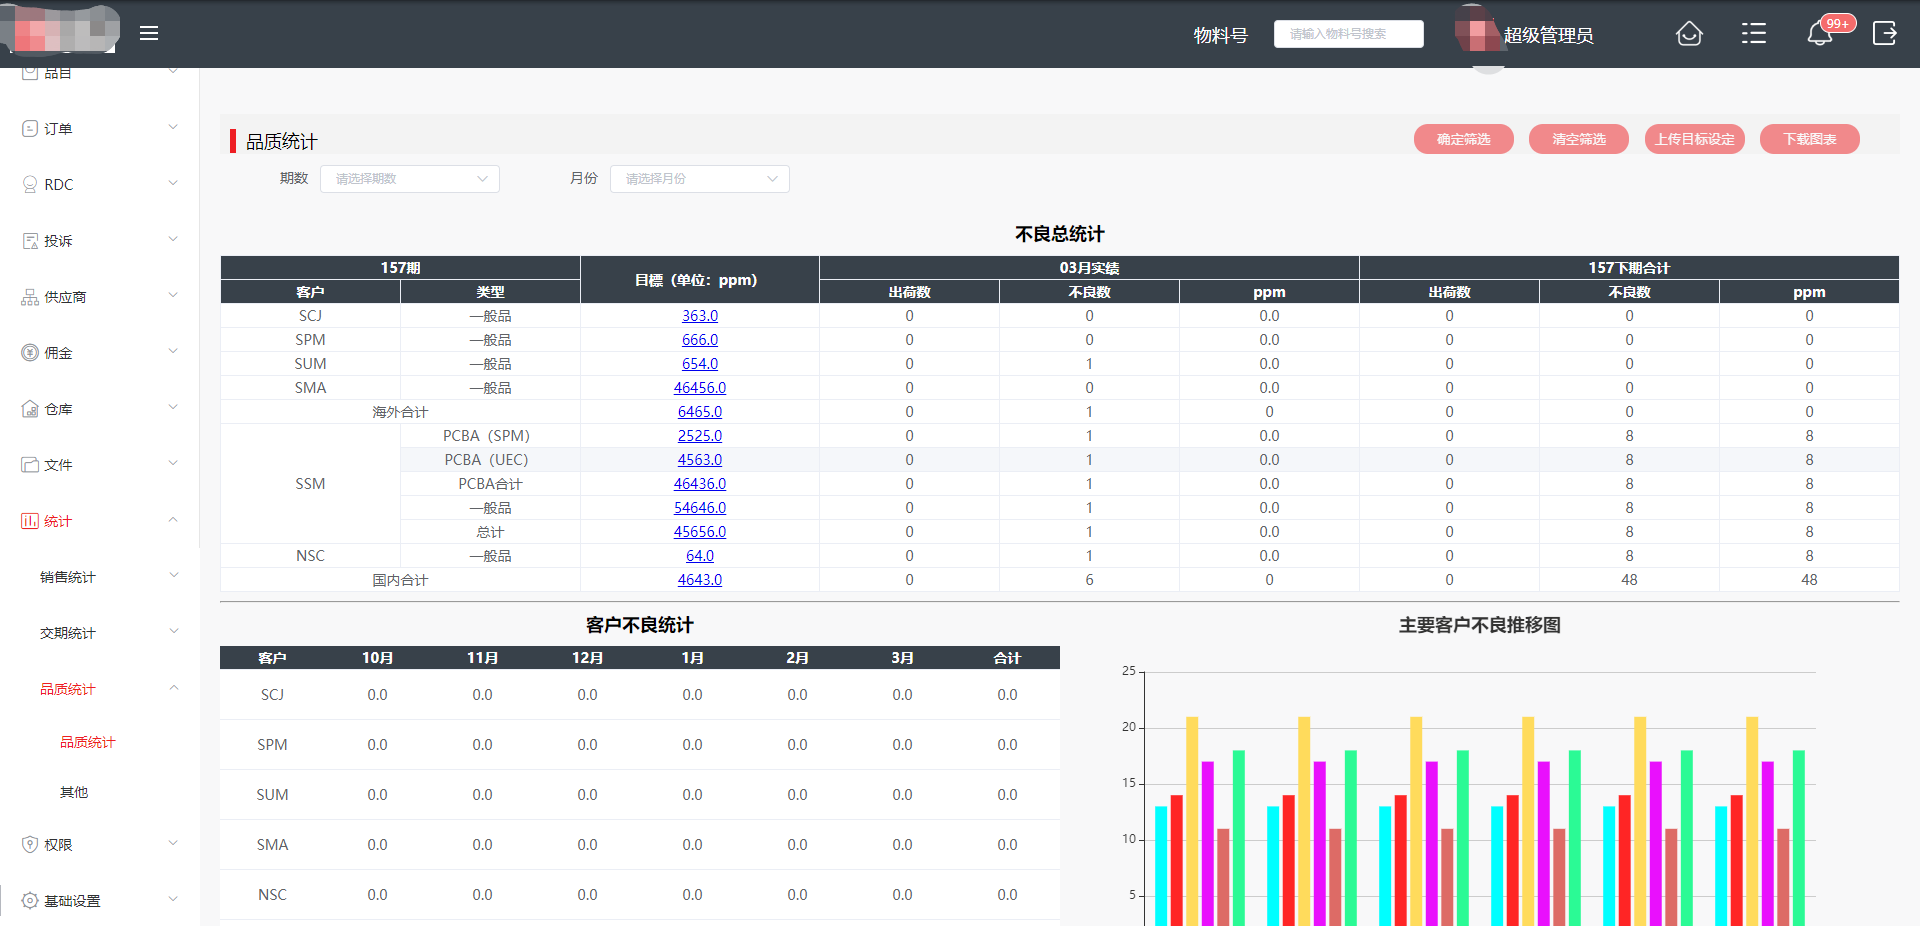 物料号 请输入物料号搜索 超级管理员 99+
品目
订单
RDC
投诉
供应商
佣金
仓库
文件
统计
销售统计
交期统计
品质统计
品质统计
其他
权限
基础设置
品质统计 确定筛选 清空筛选 上传目标设定 下载图表
期数 请选择期数 月份 请选择月份
不良总统计
157期 目標（单位：ppm） 03月实绩 157下期合计
客户 类型 出荷数 不良数 ppm 出荷数 不良数 ppm
SCJ 一般品 363.0 0 0 0.0 0 0 0
SPM 一般品 666.0 0 0 0.0 0 0 0
SUM 一般品 654.0 0 1 0.0 0 0 0
SMA 一般品 46456.0 0 0 0.0 0 0 0
海外合计 6465.0 0 1 0 0 0 0
SSM PCBA（SPM） 2525.0 0 1 0.0 0 8 8
PCBA（UEC） 4563.0 0 1 0.0 0 8 8
PCBA合计 46436.0 0 1 0.0 0 8 8
一般品 54646.0 0 1 0.0 0 8 8
总计 45656.0 0 1 0.0 0 8 8
NSC 一般品 64.0 0 1 0.0 0 8 8
国内合计 4643.0 0 6 0 0 48 48
客户不良统计
客户 10月 11月 12月 1月 2月 3月 合计
SCJ 0.0 0.0 0.0 0.0 0.0 0.0 0.0
SPM 0.0 0.0 0.0 0.0 0.0 0.0 0.0
SUM 0.0 0.0 0.0 0.0 0.0 0.0 0.0
SMA 0.0 0.0 0.0 0.0 0.0 0.0 0.0
NSC 0.0 0.0 0.0 0.0 0.0 0.0 0.0
主要客户不良推移图
25
20
15
10
5